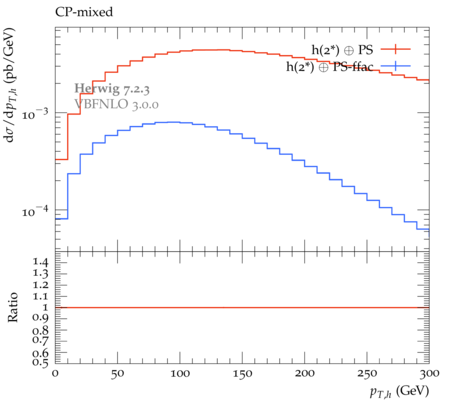 CP-mixed
h(2*) ⊕ PS
h(2*) ⊕ PS-ffac
Herwig 7.2.3
VBFNLO 3.0.0
dσ/dp_{T,h} (pb/GeV)
10^{−3}
10^{−4}
Ratio
1.4
1.3
1.2
1.1
1
0.9
0.8
0.7
0.6
0.5
0 50 100 150 200 250 300
p_{T,h} (GeV)